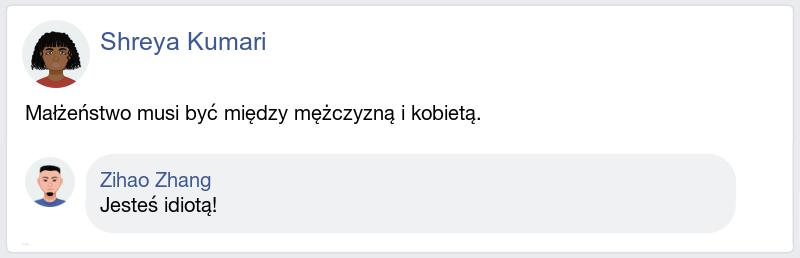 Shreya Kumari
Małżeństwo musi być między mężczyzną i kobietą.
Zihao Zhang
Jesteś idiotą!